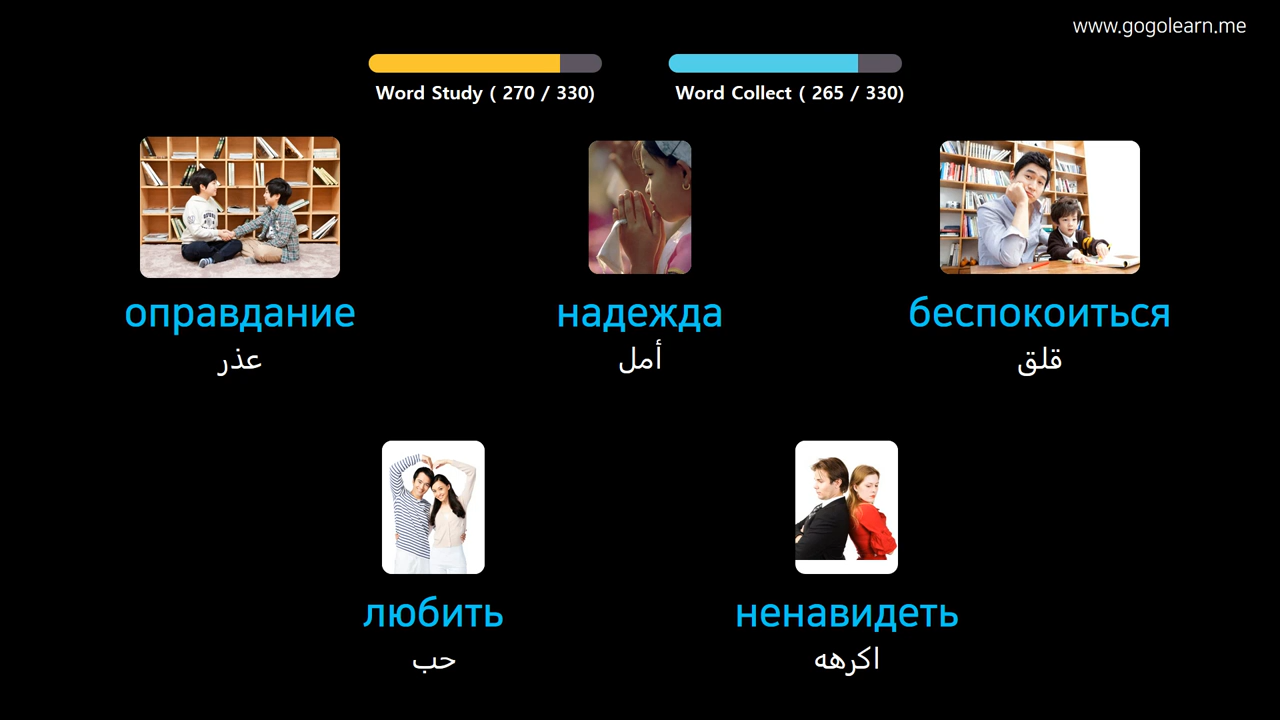 www.gogolearn.me
Word Study ( 270 / 330)
Word Collect ( 265 / 330)
оправдание
عذر
надежда
أمل
беспокоиться
قلق
любить
حب
ненавидеть
اكرهه